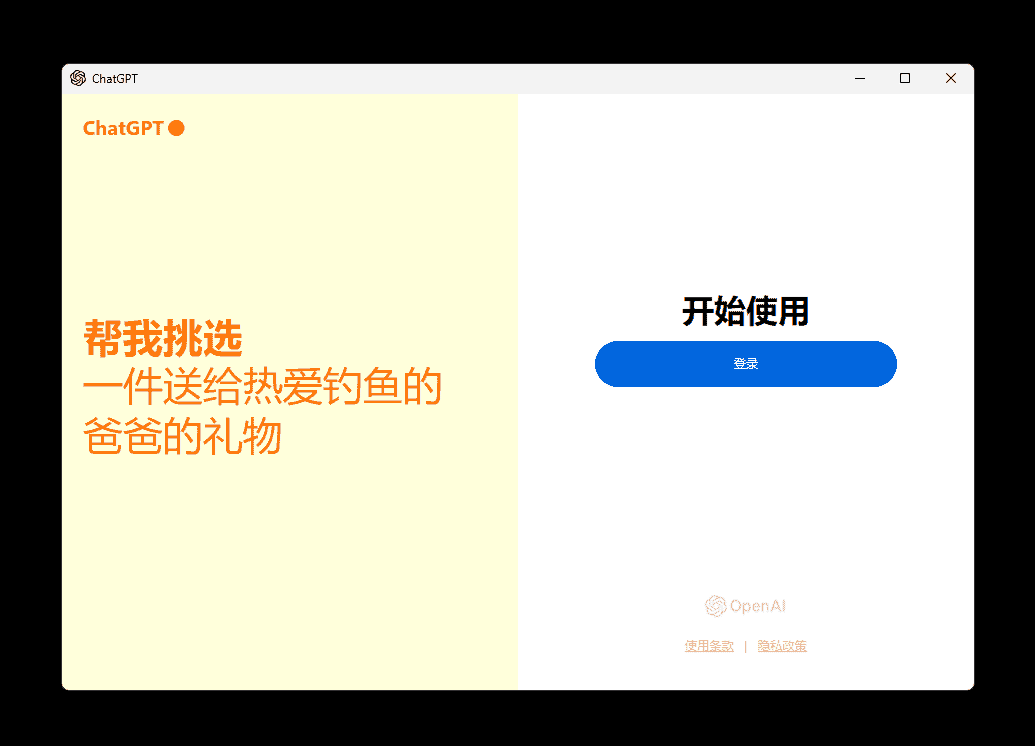 ChatGPT
ChatGPT
帮我挑选
一件送给热爱钓鱼的
爸爸的礼物
开始使用
登录
OpenAI
使用条款 | 隐私政策